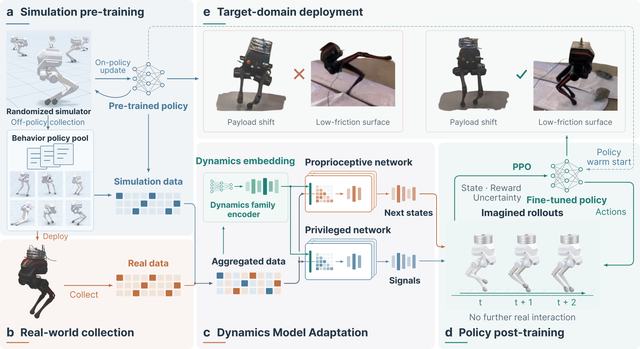 a Simulation pre-training
On-policy
update
Pre-trained policy
Randomized simulator
Off-policy collection
Behavior policy pool
Simulation data
Deploy
Real data
Collect
b Real-world collection
e Target-domain deployment
Payload shift
Low-friction surface
Payload shift
Low-friction surface
Dynamics embedding
Dynamics family
encoder
Aggregated data
Proprioceptive network
Next states
Privileged network
Signals
c Dynamics Model Adaptation
Policy
warm start
PPO
State · Reward
Uncertainty
Fine-tuned policy
Actions
Imagined rollouts
t
t + 1
t + 2
No further real interaction
d Policy post-training